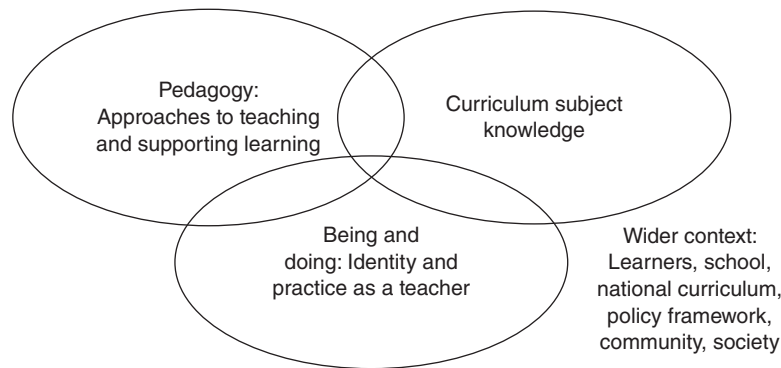 Pedagogy:
Approaches to teaching
and supporting learning
Curriculum subject
knowledge
Being and
doing: Identity and
practice as a teacher
Wider context:
Learners, school,
national curriculum,
policy framework,
community, society